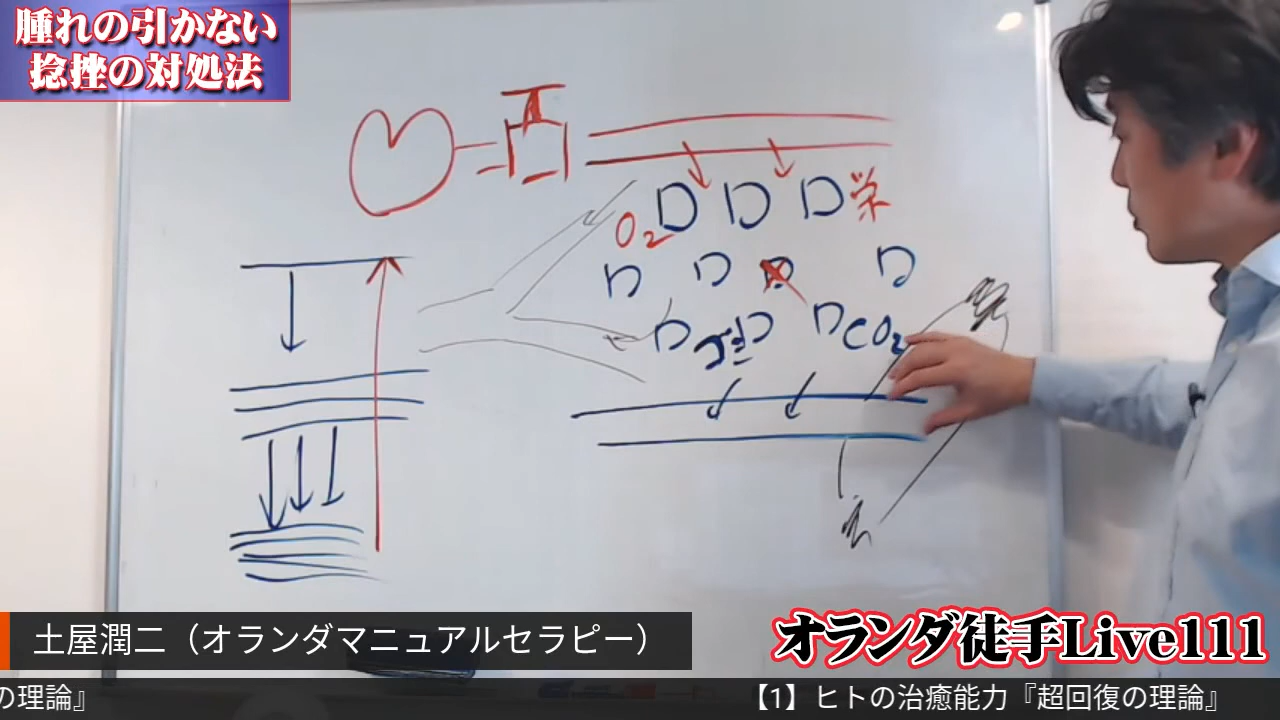 腫れの引かない
捻挫の対処法
O2
栄
CO2
土屋潤二（オランダマニュアルセラピー）
オランダ徒手Live111
の理論』
【1】ヒトの治癒能力『超回復の理論』